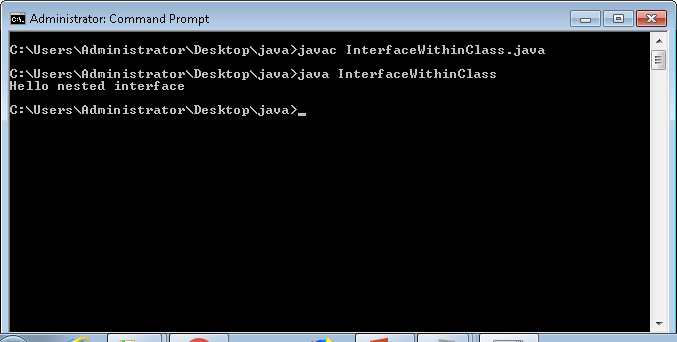 Administrator: Command Prompt
C:\Users\Administrator\Desktop\java>javac InterfaceWithinClass.java
C:\Users\Administrator\Desktop\java>java InterfaceWithinClass
Hello nested interface
C:\Users\Administrator\Desktop\java>_